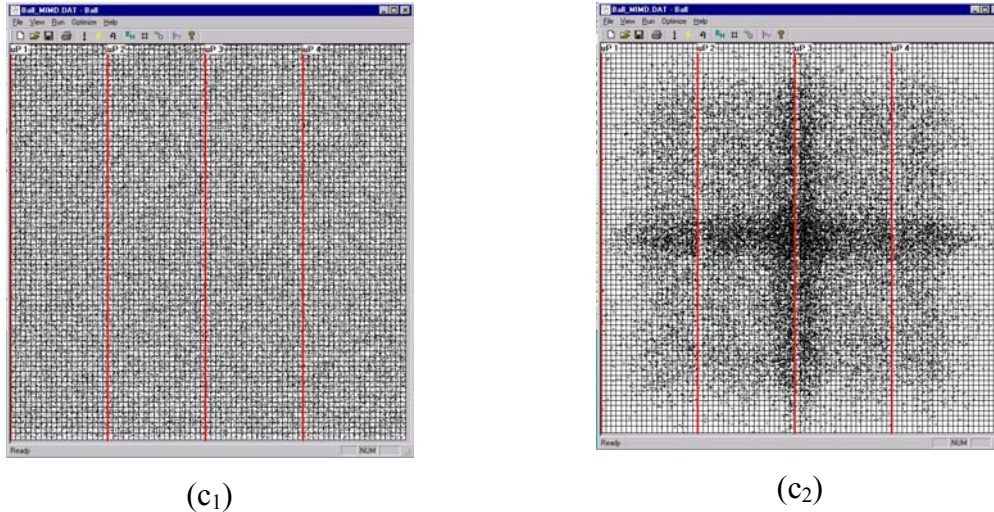 Ball_MIMD.DAT - Ball
File View Run Optimize Help
uP 1 uP 2 uP 3 uP 4
Ready NUM
(c₁)
Ball_MIMD.DAT - Ball
File View Run Optimize Help
uP 1 uP 2 uP 3 uP 4
Ready NUM
(c₂)